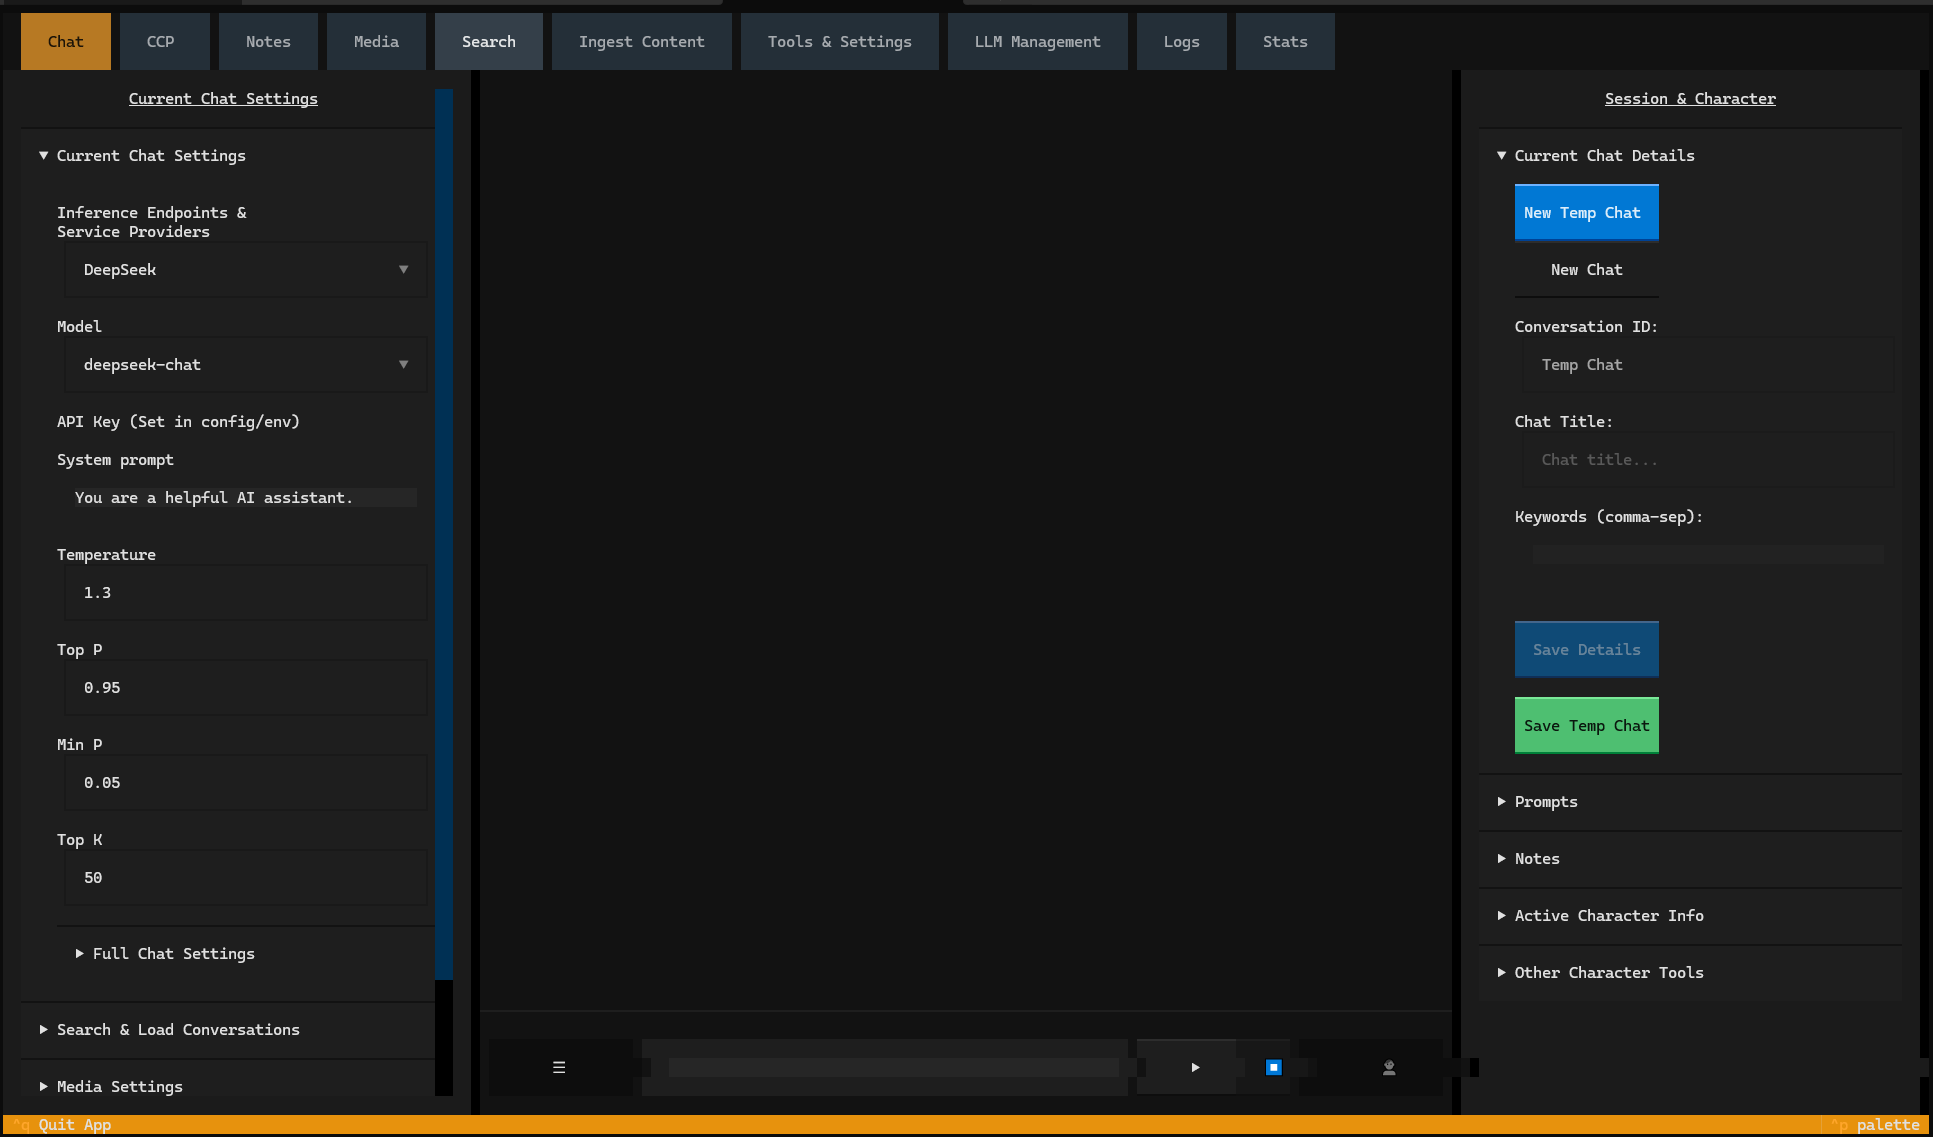 Chat CCP Notes Media Search Ingest Content Tools & Settings LLM Management Logs Stats
Current Chat Settings
▼ Current Chat Settings
Inference Endpoints &
Service Providers
DeepSeek ▼
Model
deepseek-chat ▼
API Key (Set in config/env)
System prompt
You are a helpful AI assistant.
Temperature
1.3
Top P
0.95
Min P
0.05
Top K
50
▶ Full Chat Settings
▶ Search & Load Conversations
▶ Media Settings
Session & Character
▼ Current Chat Details
New Temp Chat
New Chat
Conversation ID:
Temp Chat
Chat Title:
Chat title...
Keywords (comma-sep):
Save Details
Save Temp Chat
▶ Prompts
▶ Notes
▶ Active Character Info
▶ Other Character Tools
^q Quit App
^p palette